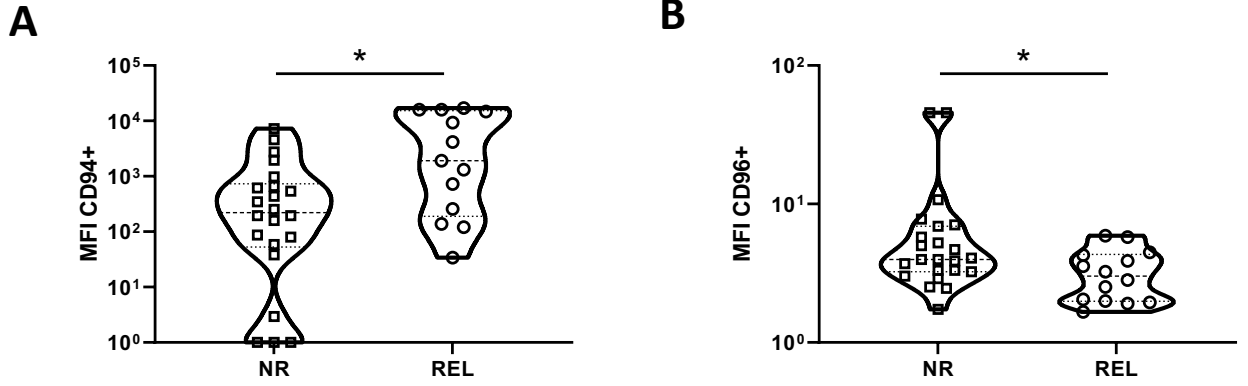 A
*
MFI CD94+
10⁵
10⁴
10³
10²
10¹
10⁰
NR REL
B
*
MFI CD96+
10²
10¹
10⁰
NR REL